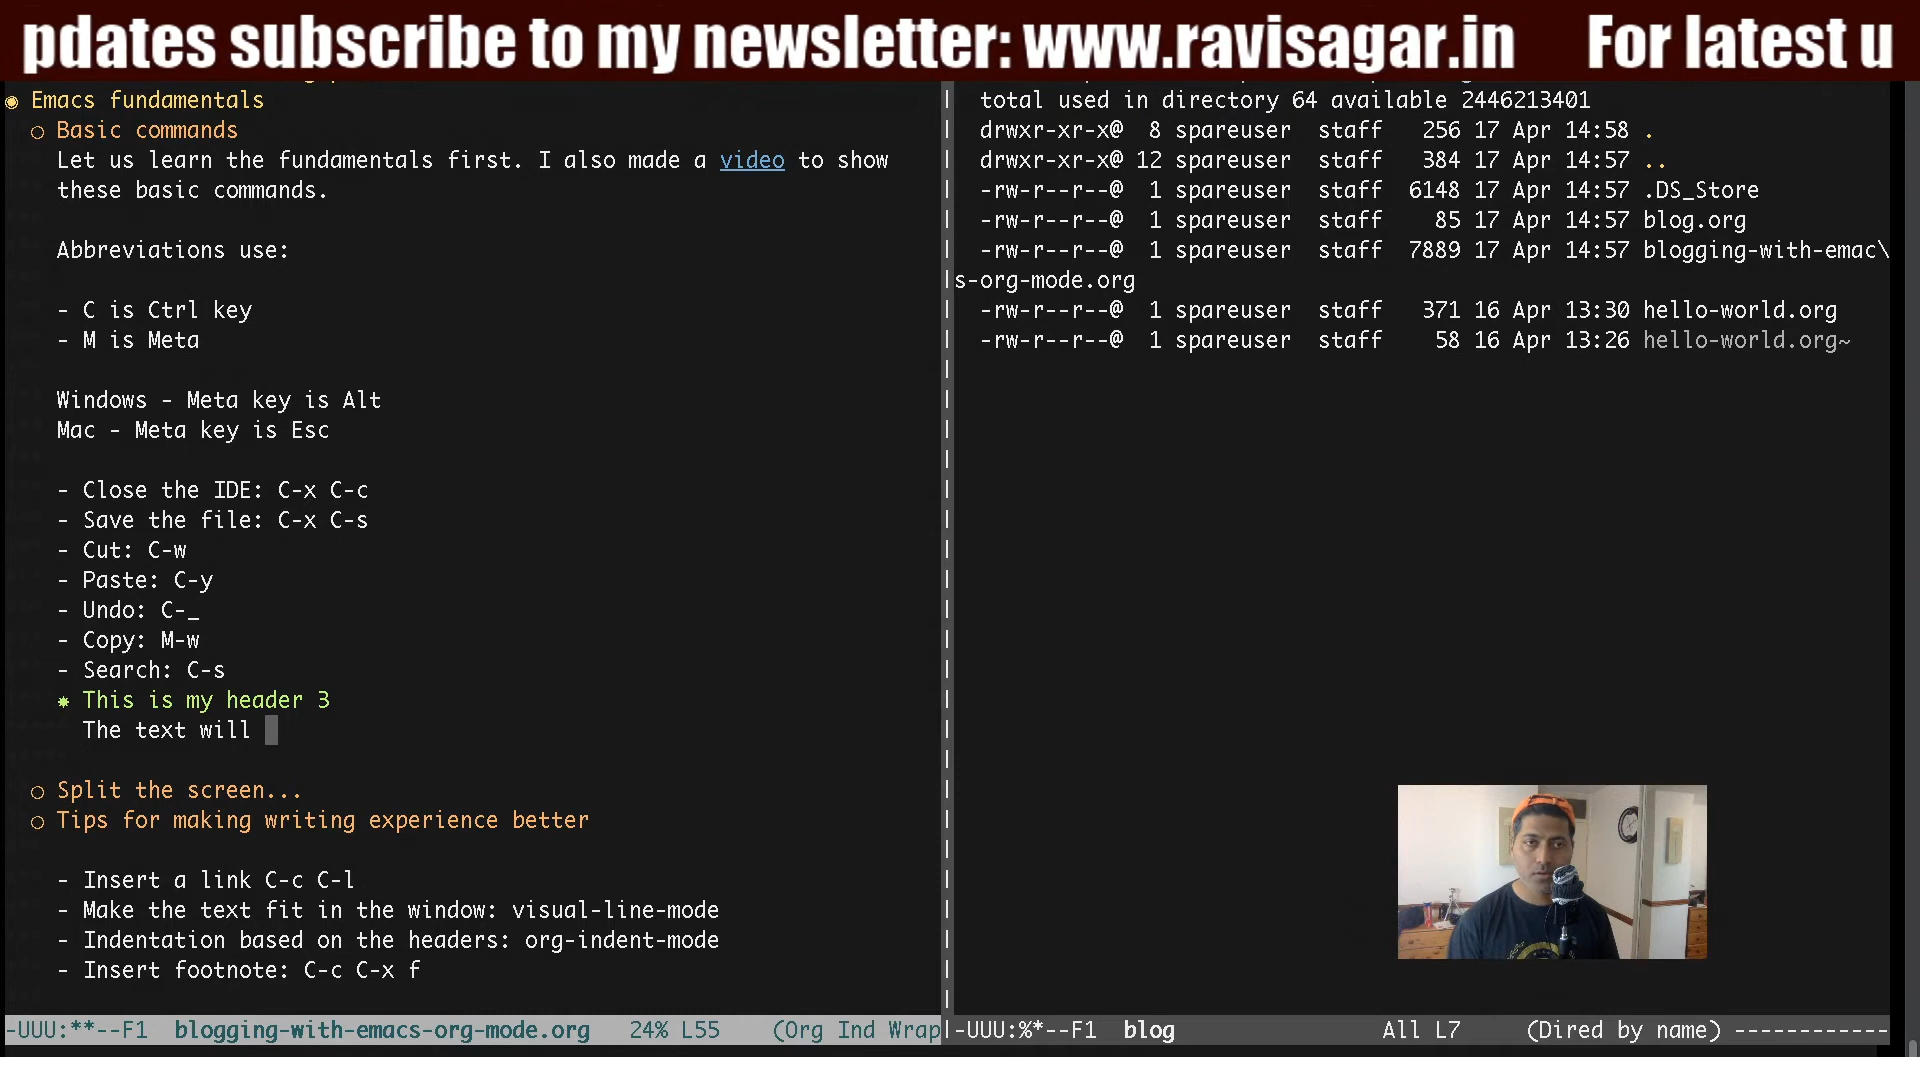 pdates subscribe to my newsletter: www.ravisagar.in For latest u
◉ Emacs fundamentals
○ Basic commands
Let us learn the fundamentals first. I also made a video to show
these basic commands.
Abbreviations use:
- C is Ctrl key
- M is Meta
Windows - Meta key is Alt
Mac - Meta key is Esc
- Close the IDE: C-x C-c
- Save the file: C-x C-s
- Cut: C-w
- Paste: C-y
- Undo: C-_
- Copy: M-w
- Search: C-s
✸ This is my header 3
The text will
○ Split the screen...
○ Tips for making writing experience better
- Insert a link C-c C-l
- Make the text fit in the window: visual-line-mode
- Indentation based on the headers: org-indent-mode
- Insert footnote: C-c C-x f
-UUU:**--F1 blogging-with-emacs-org-mode.org 24% L55 (Org Ind Wrap
total used in directory 64 available 2446213401
drwxr-xr-x@ 8 spareuser staff 256 17 Apr 14:58 .
drwxr-xr-x@ 12 spareuser staff 384 17 Apr 14:57 ..
-rw-r--r--@ 1 spareuser staff 6148 17 Apr 14:57 .DS_Store
-rw-r--r--@ 1 spareuser staff 85 17 Apr 14:57 blog.org
-rw-r--r--@ 1 spareuser staff 7889 17 Apr 14:57 blogging-with-emac\
s-org-mode.org
-rw-r--r--@ 1 spareuser staff 371 16 Apr 13:30 hello-world.org
-rw-r--r--@ 1 spareuser staff 58 16 Apr 13:26 hello-world.org~
-UUU:%*--F1 blog All L7 (Dired by name) ------------